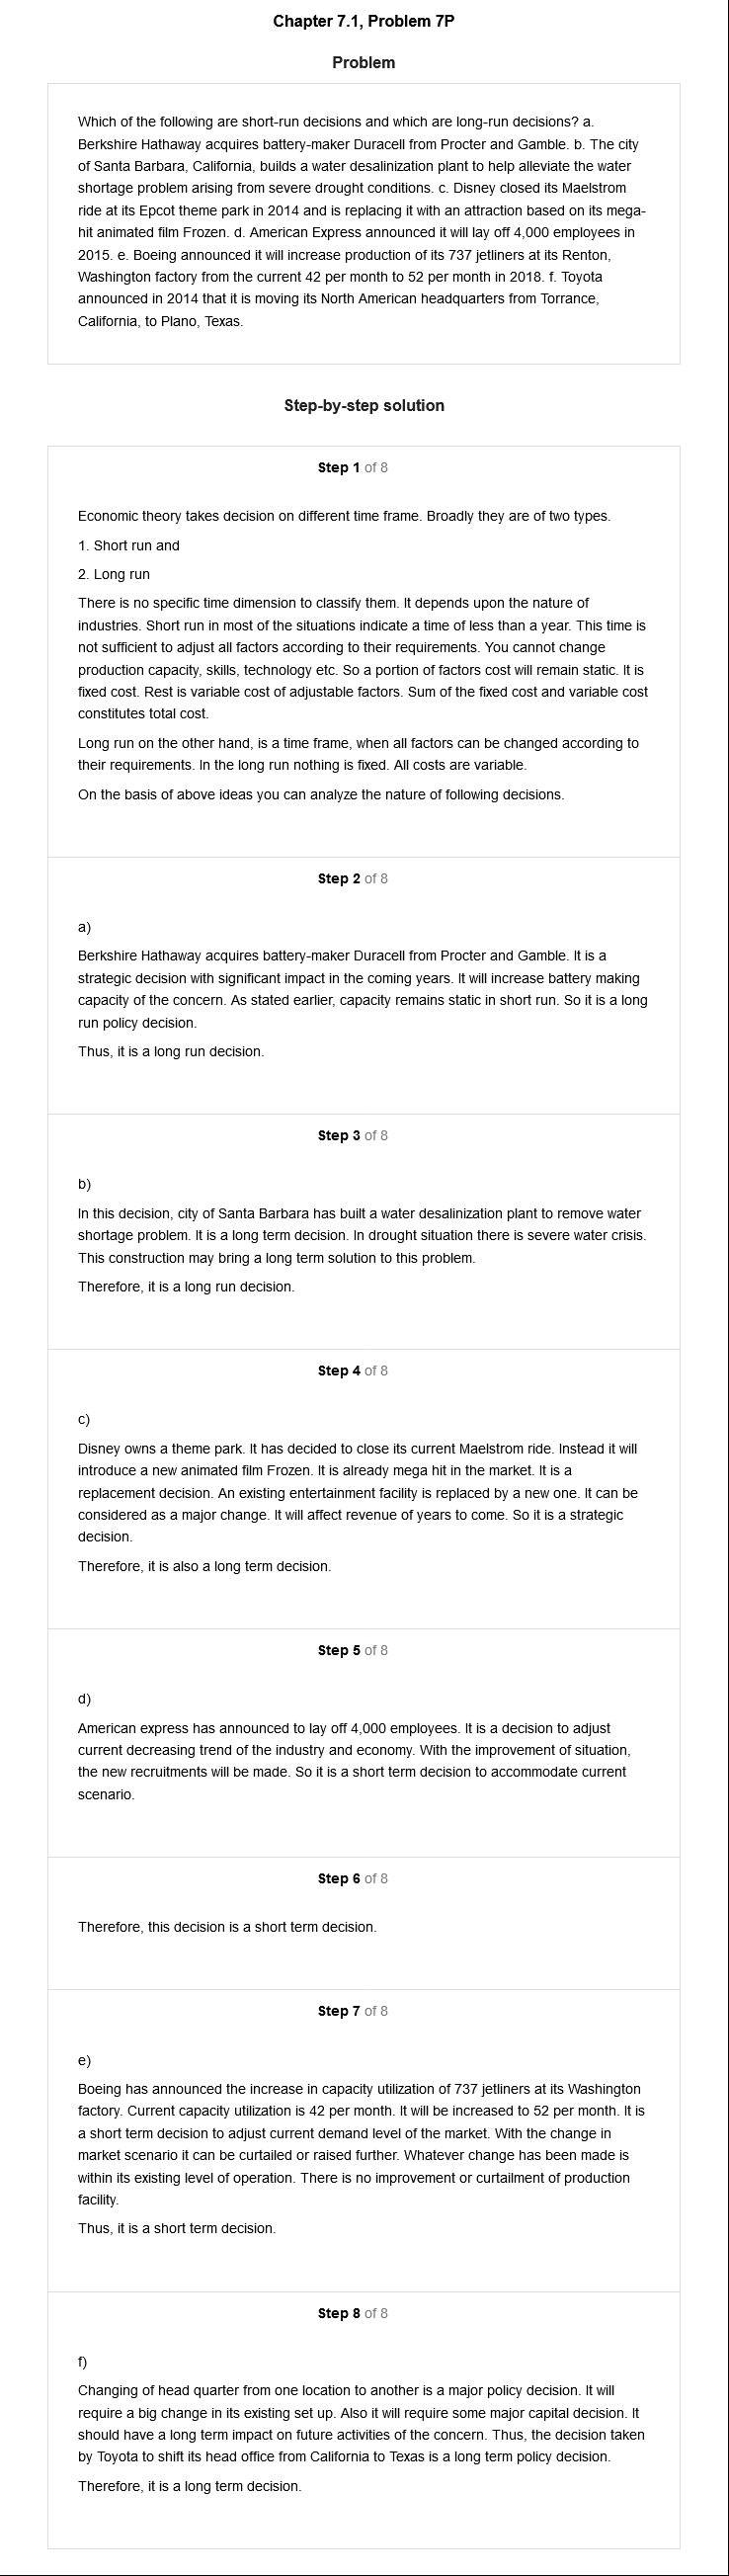 Chapter 7.1, Problem 7P
Problem
Which of the following are short-run decisions and which are long-run decisions? a.
Berkshire Hathaway acquires battery-maker Duracell from Procter and Gamble. b. The city
of Santa Barbara, California, builds a water desalinization plant to help alleviate the water
shortage problem arising from severe drought conditions. c. Disney closed its Maelstrom
ride at its Epcot theme park in 2014 and is replacing it with an attraction based on its mega-
hit animated film Frozen. d. American Express announced it will lay off 4,000 employees in
2015. e. Boeing announced it will increase production of its 737 jetliners at its Renton,
Washington factory from the current 42 per month to 52 per month in 2018. f. Toyota
announced in 2014 that it is moving its North American headquarters from Torrance,
California, to Plano, Texas.
Step-by-step solution
Step 1 of 8
Economic theory takes decision on different time frame. Broadly they are of two types.
1. Short run and
2. Long run
There is no specific time dimension to classify them. It depends upon the nature of
industries. Short run in most of the situations indicate a time of less than a year. This time is
not sufficient to adjust all factors according to their requirements. You cannot change
production capacity, skills, technology etc. So a portion of factors cost will remain static. It is
fixed cost. Rest is variable cost of adjustable factors. Sum of the fixed cost and variable cost
constitutes total cost.
Long run on the other hand, is a time frame, when all factors can be changed according to
their requirements. In the long run nothing is fixed. All costs are variable.
On the basis of above ideas you can analyze the nature of following decisions.
Step 2 of 8
a)
Berkshire Hathaway acquires battery-maker Duracell from Procter and Gamble. It is a
strategic decision with significant impact in the coming years. It will increase battery making
capacity of the concern. As stated earlier, capacity remains static in short run. So it is a long
run policy decision.
Thus, it is a long run decision.
Step 3 of 8
b)
In this decision, city of Santa Barbara has built a water desalinization plant to remove water
shortage problem. It is a long term decision. In drought situation there is severe water crisis.
This construction may bring a long term solution to this problem.
Therefore, it is a long run decision.
Step 4 of 8
c)
Disney owns a theme park. It has decided to close its current Maelstrom ride. Instead it will
introduce a new animated film Frozen. It is already mega hit in the market. It is a
replacement decision. An existing entertainment facility is replaced by a new one. It can be
considered as a major change. It will affect revenue of years to come. So it is a strategic
decision.
Therefore, it is also a long term decision.
Step 5 of 8
d)
American express has announced to lay off 4,000 employees. It is a decision to adjust
current decreasing trend of the industry and economy. With the improvement of situation,
the new recruitments will be made. So it is a short term decision to accommodate current
scenario.
Step 6 of 8
Therefore, this decision is a short term decision.
Step 7 of 8
e)
Boeing has announced the increase in capacity utilization of 737 jetliners at its Washington
factory. Current capacity utilization is 42 per month. It will be increased to 52 per month. It is
a short term decision to adjust current demand level of the market. With the change in
market scenario it can be curtailed or raised further. Whatever change has been made is
within its existing level of operation. There is no improvement or curtailment of production
facility.
Thus, it is a short term decision.
Step 8 of 8
f)
Changing of head quarter from one location to another is a major policy decision. It will
require a big change in its existing set up. Also it will require some major capital decision. It
should have a long term impact on future activities of the concern. Thus, the decision taken
by Toyota to shift its head office from California to Texas is a long term policy decision.
Therefore, it is a long term decision.